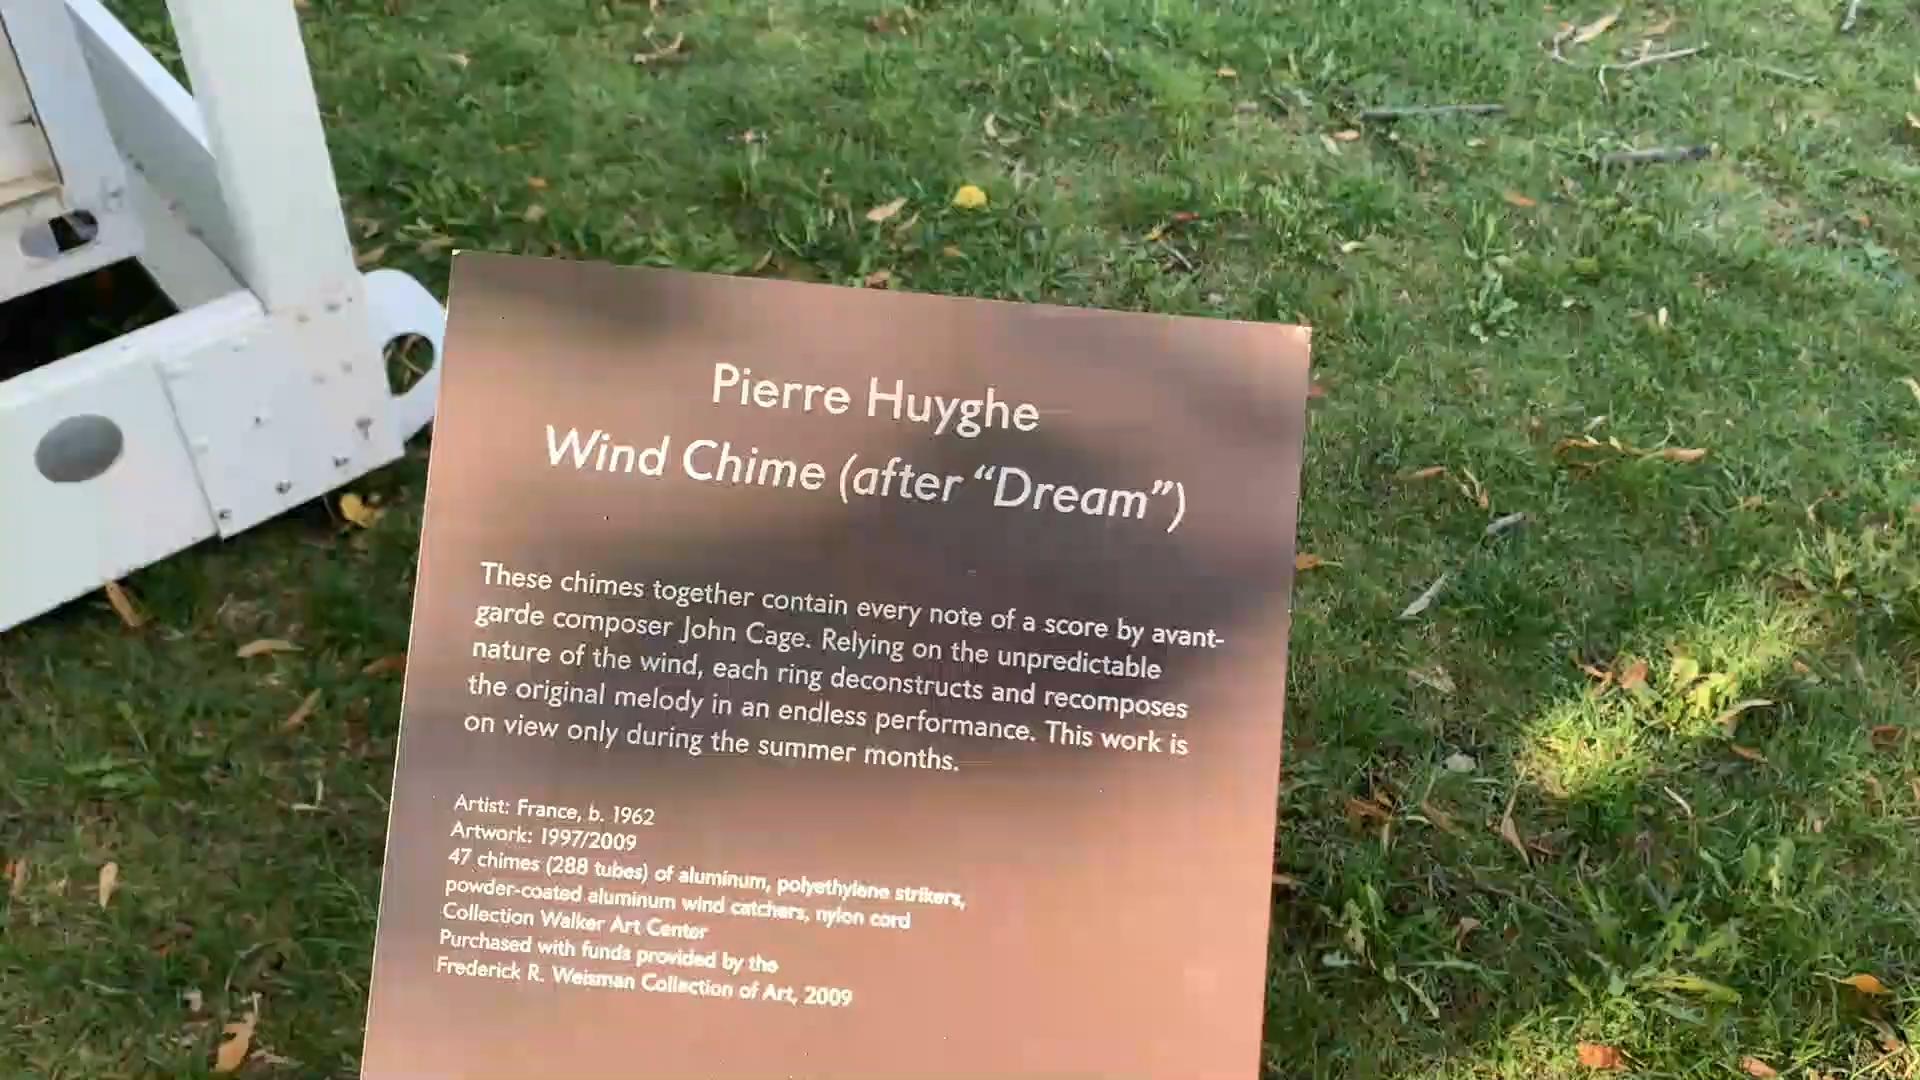 Pierre Huyghe
Wind Chime (after “Dream”)
These chimes together contain every note of a score by avant-
garde composer John Cage. Relying on the unpredictable
nature of the wind, each ring deconstructs and recomposes
the original melody in an endless performance. This work is
on view only during the summer months.
Artist: France, b. 1962
Artwork: 1997/2009
47 chimes (288 tubes) of aluminum, polyethylene strikers,
powder-coated aluminum wind catchers, nylon cord
Collection Walker Art Center
Purchased with funds provided by the
Frederick R. Weisman Collection of Art, 2009